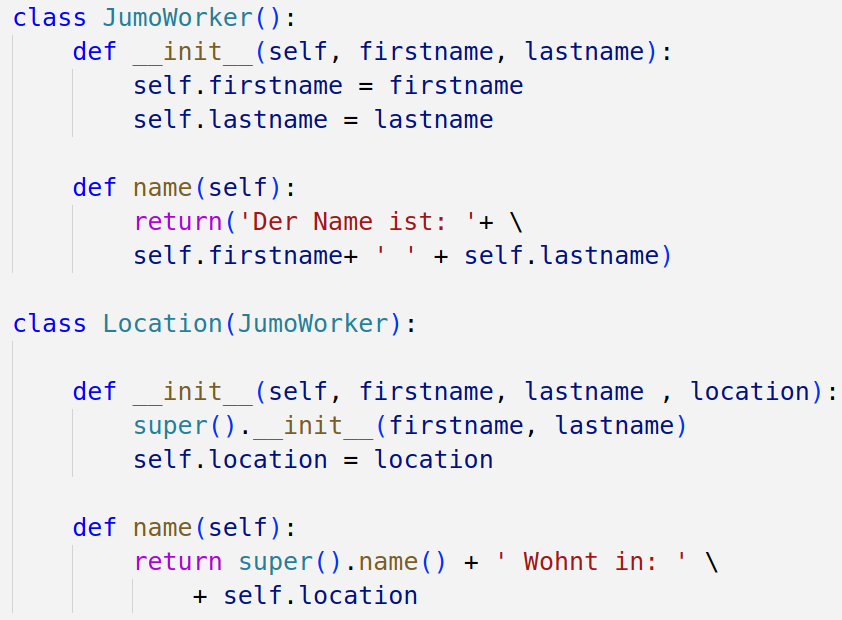 class JumoWorker():
    def __init__(self, firstname, lastname):
        self.firstname = firstname
        self.lastname = lastname

    def name(self):
        return('Der Name ist: '+ \
        self.firstname+ ' ' + self.lastname)

class Location(JumoWorker):

    def __init__(self, firstname, lastname , location):
        super().__init__(firstname, lastname)
        self.location = location

    def name(self):
        return super().name() + ' Wohnt in: ' \
            + self.location